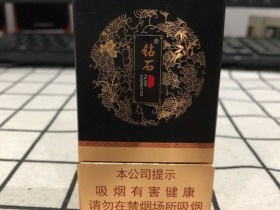 钻石
本公司提示
吸烟有害健康
请勿在禁烟场所吸烟